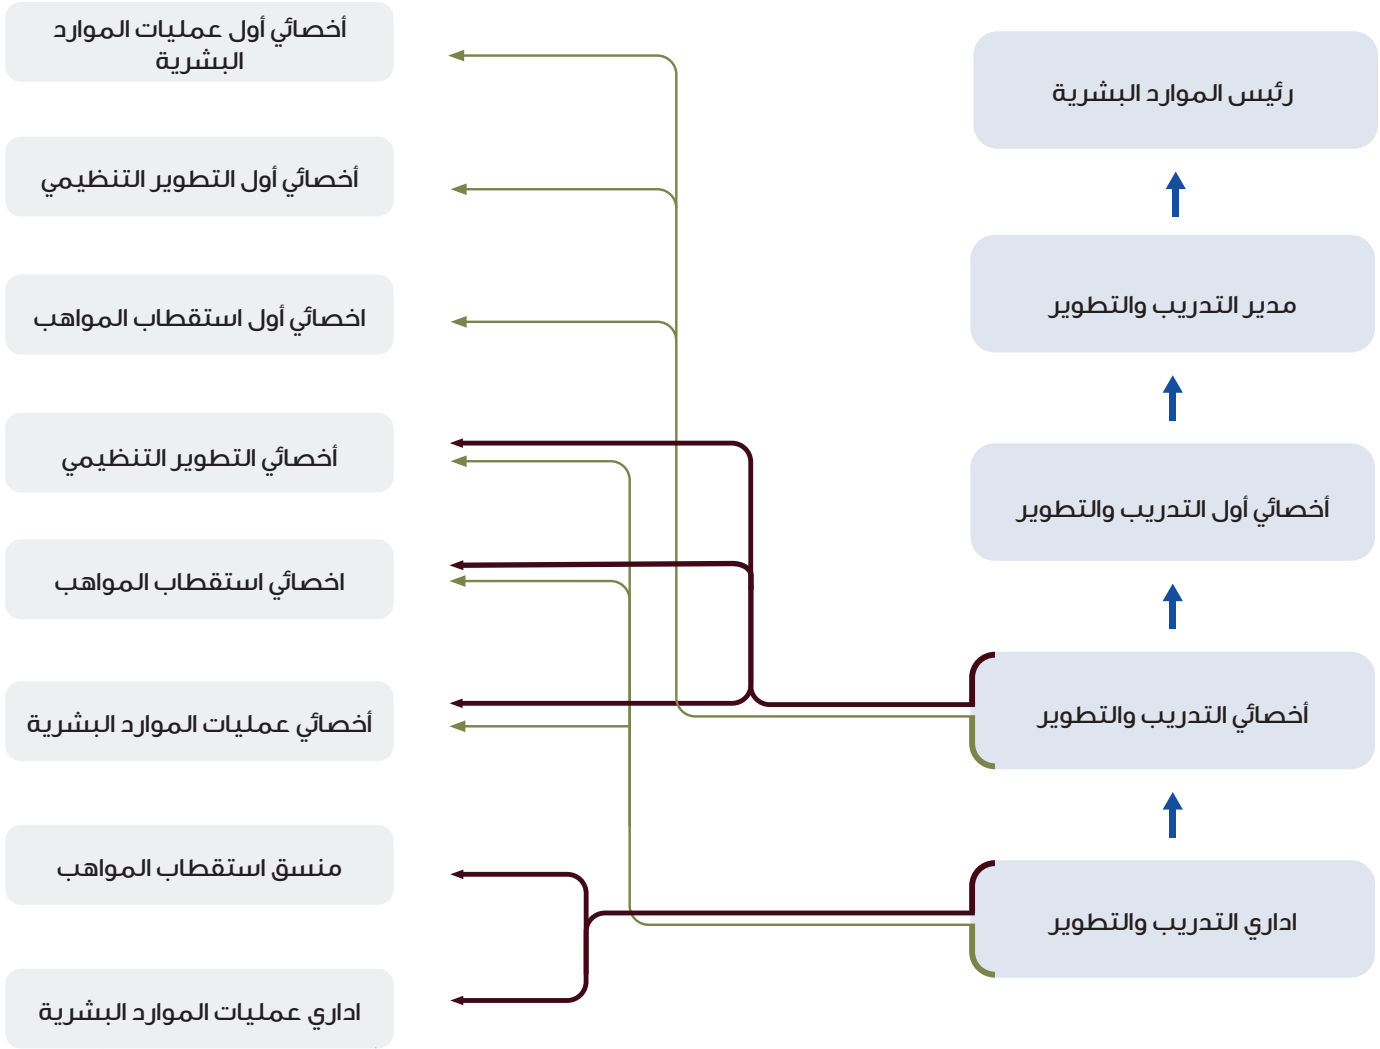 رئيس الموارد البشرية
مدير التدريب والتطوير
أخصائي أول التدريب والتطوير
أخصائي التدريب والتطوير
اداري التدريب والتطوير
أخصائي أول عمليات الموارد
البشرية
أخصائي أول التطوير التنظيمي
اخصائي أول استقطاب المواهب
أخصائي التطوير التنظيمي
اخصائي استقطاب المواهب
أخصائي عمليات الموارد البشرية
منسق استقطاب المواهب
اداري عمليات الموارد البشرية